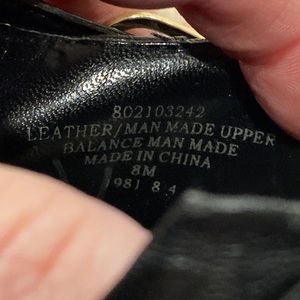 802103242
LEATHER/MAN MADE UPPER
BALANCE MAN MADE
MADE IN CHINA
8M
1981 8 4